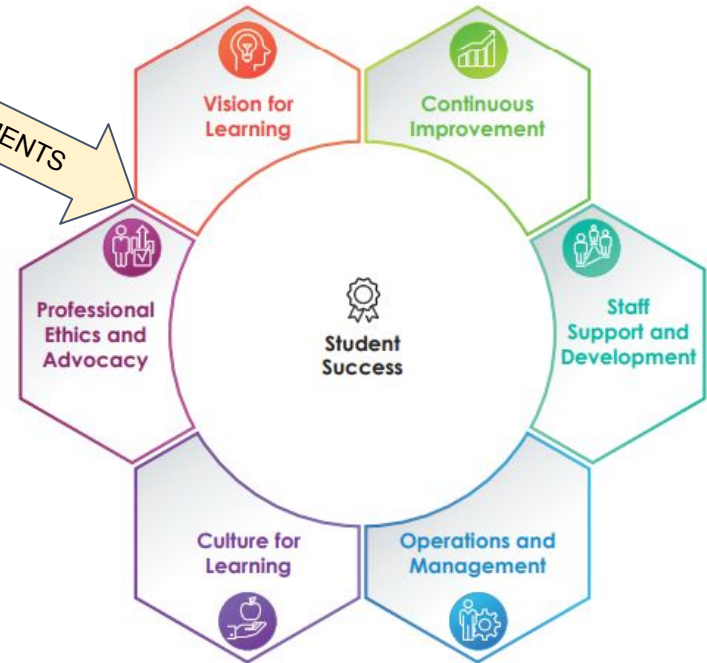 Vision for
Learning
Continuous
Improvement
Professional
Ethics and
Advocacy
Student
Success
Staff
Support and
Development
Culture for
Learning
Operations and
Management